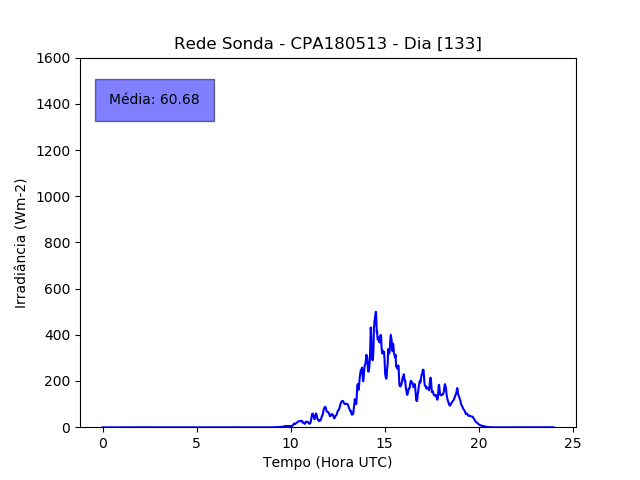 Rede Sonda - CPA180513 - Dia [133]
1600
1400
1200
1000
800
600
400
200
0
Média: 60.68
Irradiância (Wm-2)
0 5 10 15 20 25
Tempo (Hora UTC)